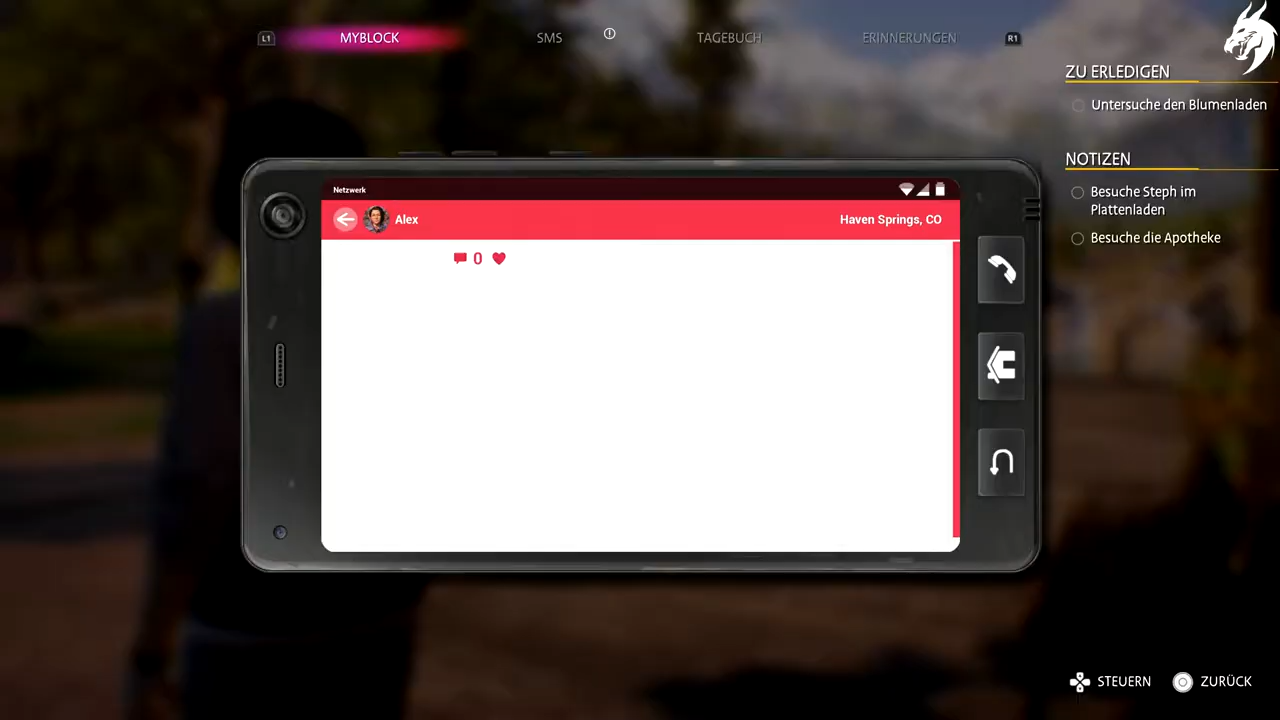 L1
MYBLOCK
SMS
TAGEBUCH
ERINNERUNGEN
R1
ZU ERLEDIGEN
Untersuche den Blumenladen
NOTIZEN
Besuche Steph im
Plattenladen
Besuche die Apotheke
Netzwerk
Alex
Haven Springs, CO
0
STEUERN
ZURÜCK